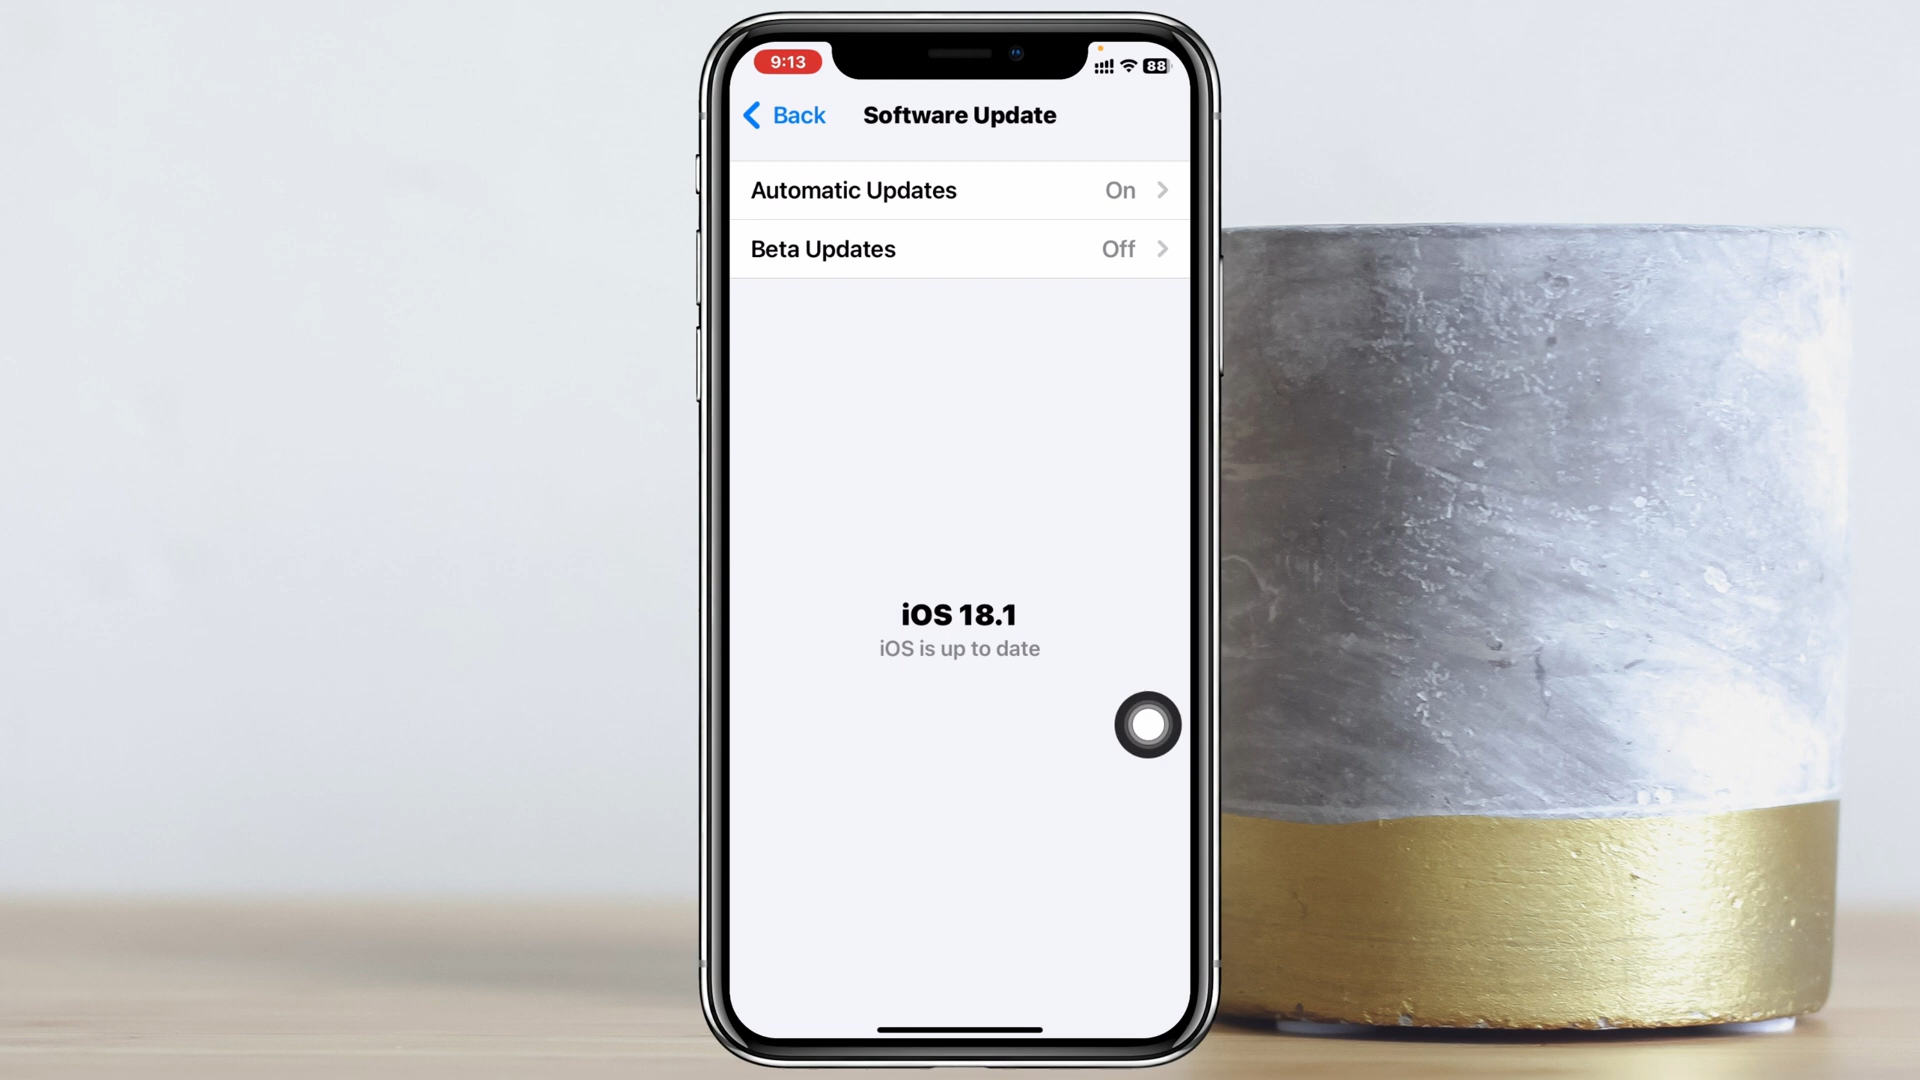 9:13
88
Back
Software Update
Automatic Updates On
Beta Updates Off
iOS 18.1
iOS is up to date